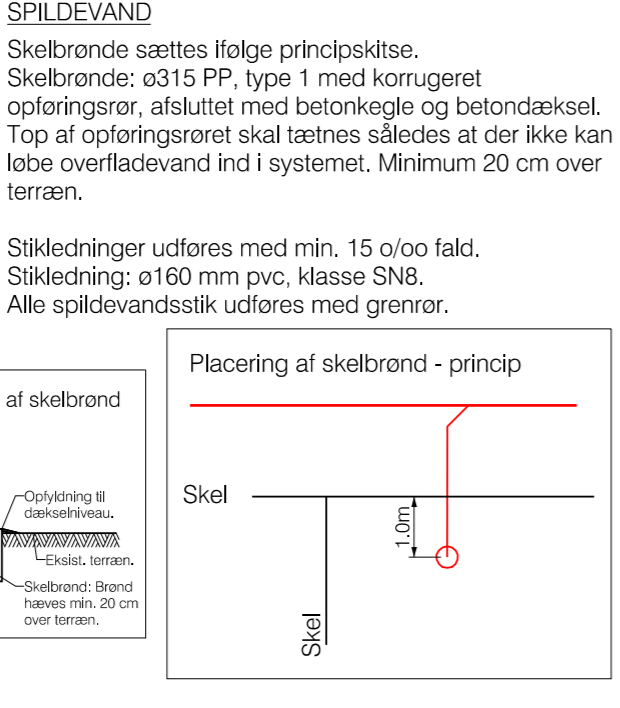 SPILDEVAND
Skelbrønde sættes ifølge principskitse.
Skelbrønde: ø315 PP, type 1 med korrugeret
opføringsrør, afsluttet med betonkegle og betondæksel.
Top af opføringsrøret skal tætnes således at der ikke kan
løbe overfladevand ind i systemet. Minimum 20 cm over
terræn.
Stikledninger udføres med min. 15 o/oo fald.
Stikledning: ø160 mm pvc, klasse SN8.
Alle spildevandsstik udføres med grenrør.
af skelbrønd
Opfyldning til
dækselniveau.
Eksist. terræn.
Skelbrønd: Brønd
hæves min. 20 cm
over terræn.
Placering af skelbrønd - princip
Skel
1.0m
Skel